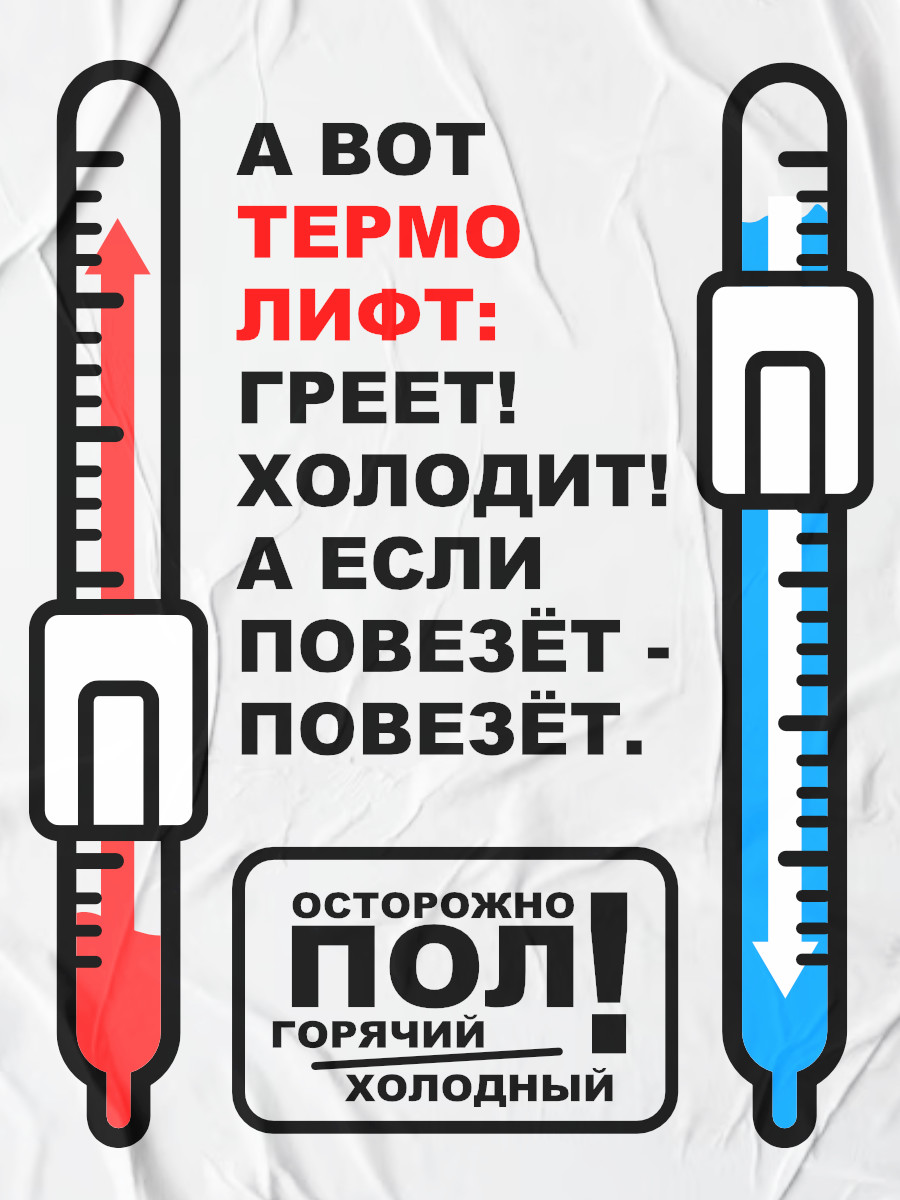 А ВОТ
ТЕРМО
ЛИФТ:
ГРЕЕТ!
ХОЛОДИТ!
А ЕСЛИ
ПОВЕЗЁТ -
ПОВЕЗЁТ.
ОСТОРОЖНО
ПОЛ!
ГОРЯЧИЙ
ХОЛОДНЫЙ